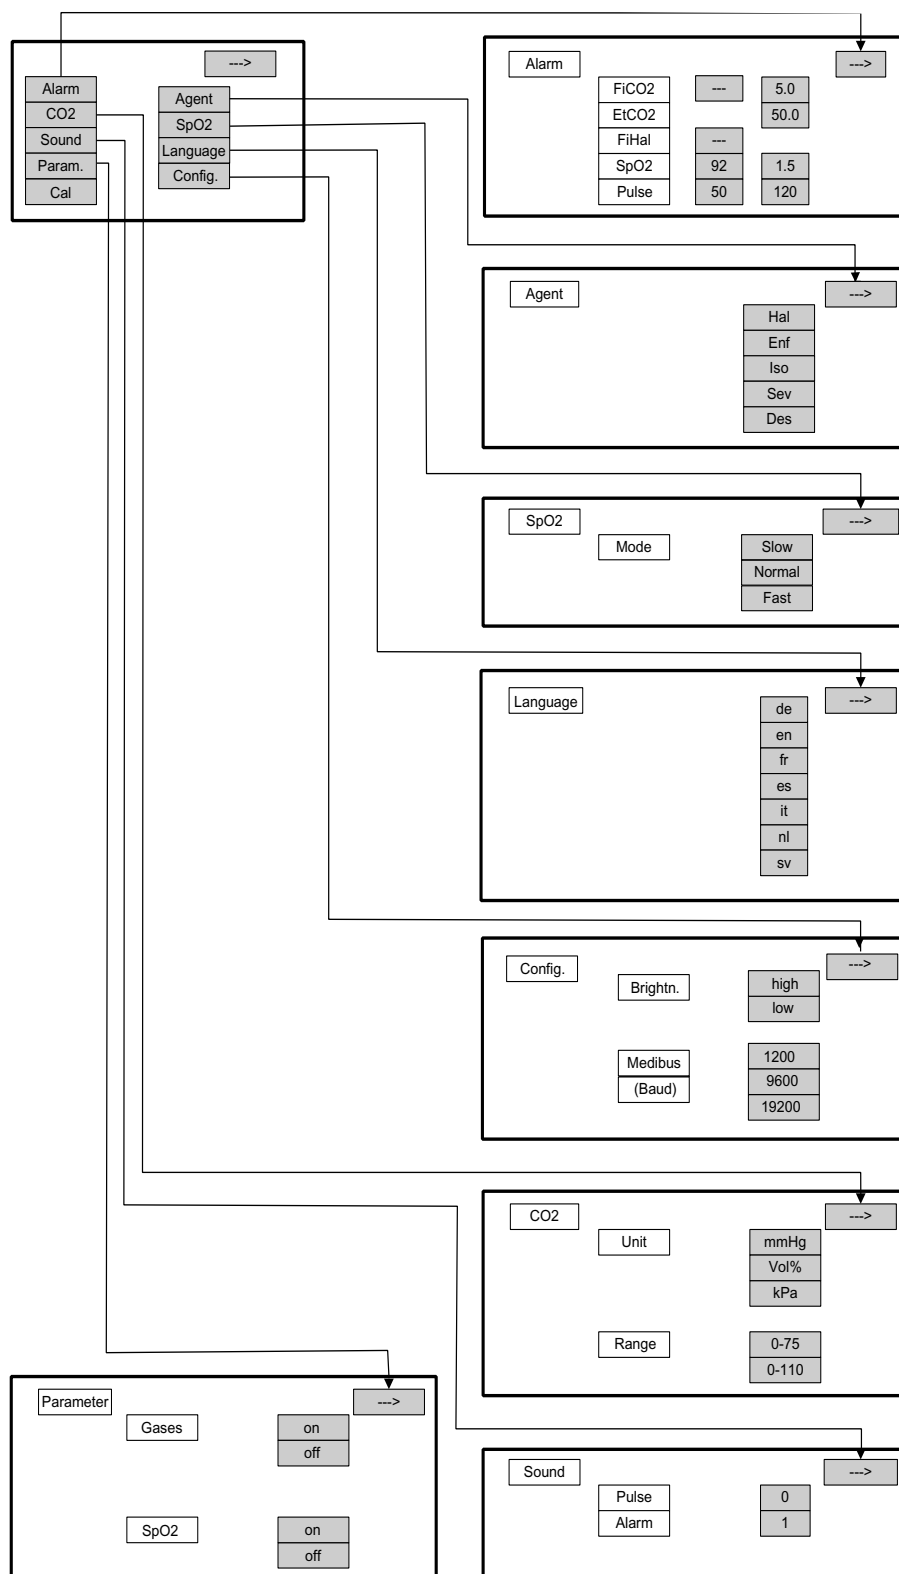 --->
Alarm
CO2
Sound
Param.
Cal
Agent
SpO2
Language
Config.
Alarm --->
FiCO2 --- 5.0
EtCO2 50.0
FiHal ---
SpO2 92 1.5
Pulse 50 120
Agent --->
Hal
Enf
Iso
Sev
Des
SpO2 --->
Mode Slow
Normal
Fast
Language --->
de
en
fr
es
it
nl
sv
Config. --->
Brightn. high
low
Medibus 1200
(Baud) 9600
19200
CO2 --->
Unit mmHg
Vol%
kPa
Range 0-75
0-110
Parameter --->
Gases on
off
SpO2 on
off
Sound --->
Pulse 0
Alarm 1